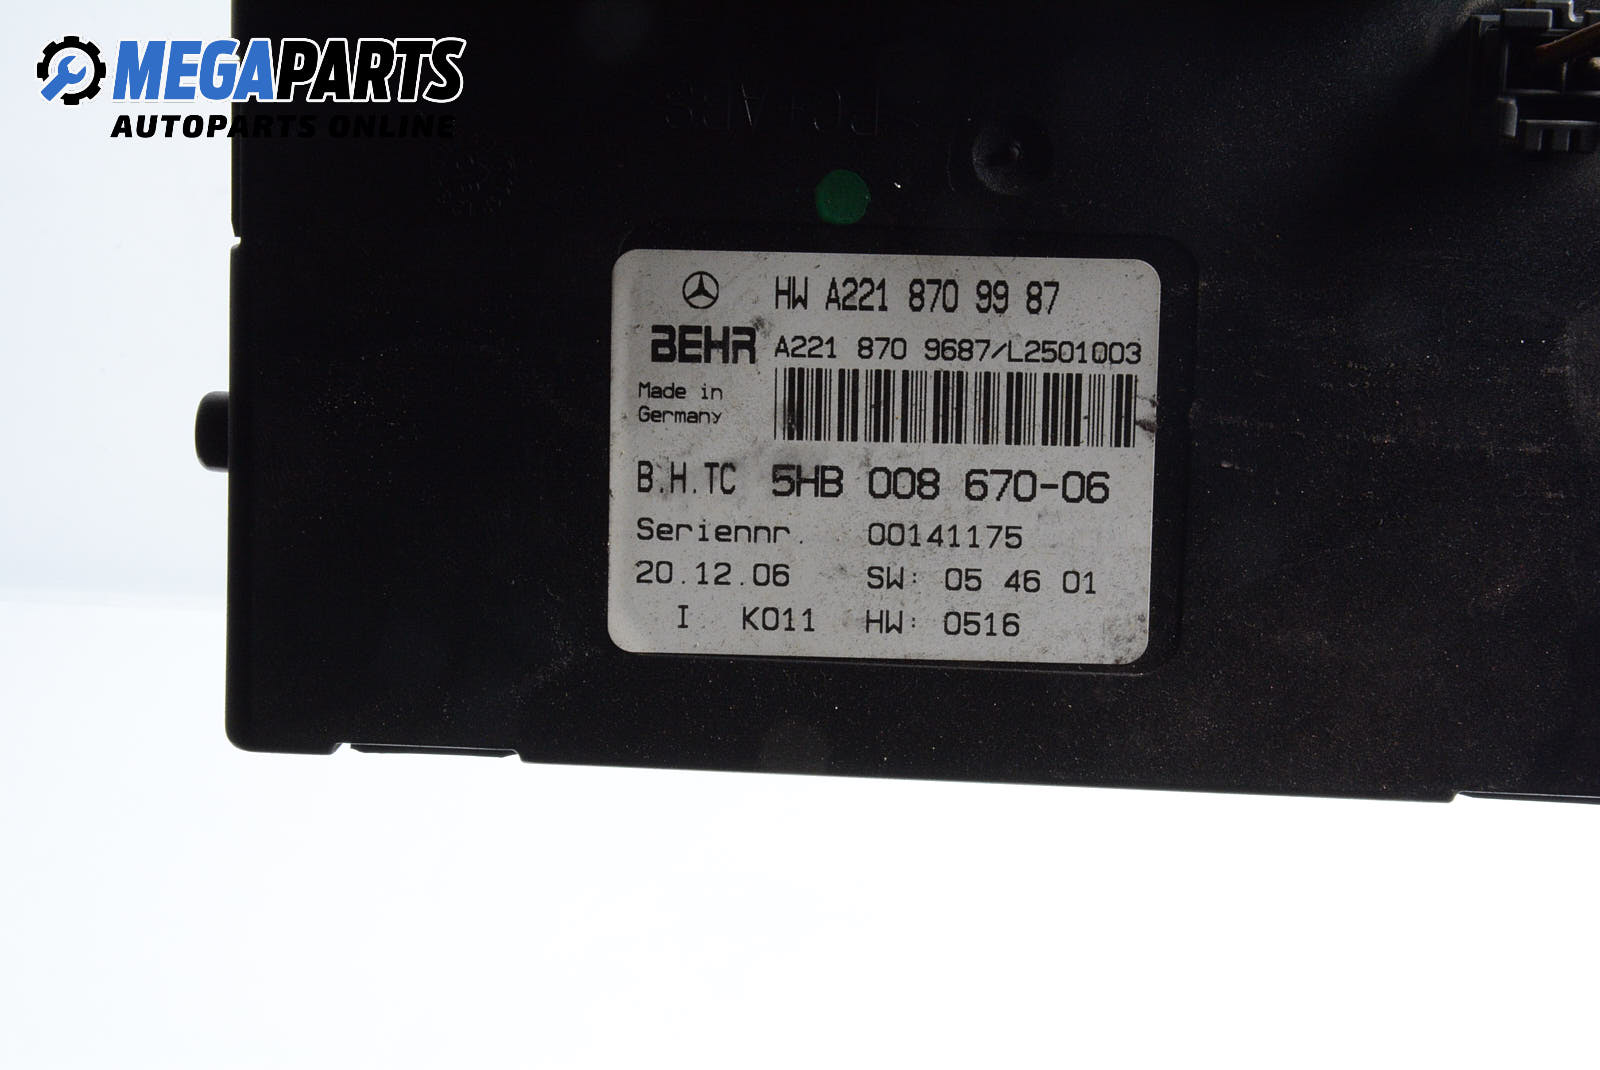 MEGAPARTS
AUTOPARTS ONLINE
HW A221 870 99 87
BEHR A221 870 9687/L2501003
Made in
Germany
B.H.TC 5HB 008 670-06
Seriennr. 00141175
20.12.06 SW: 05 46 01
I K011 HW: 0516